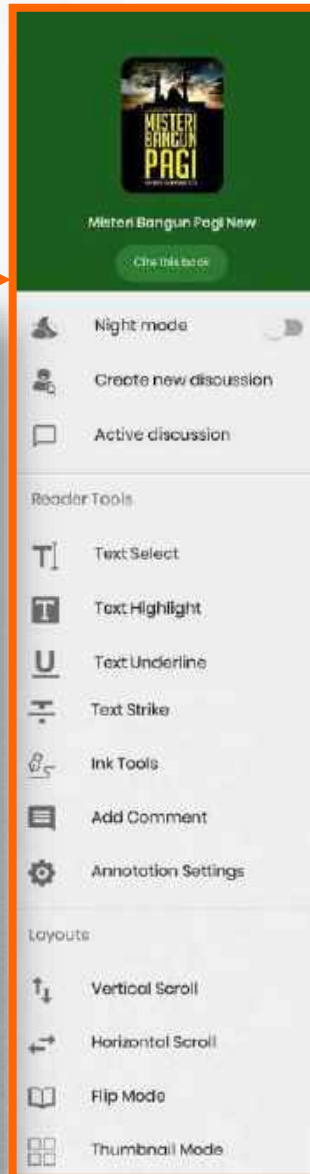 MISTERI
BANGUN
PAGI
Misteri Bangun Pagi New
Cite this book
Night mode
Create new discussion
Active discussion
Reader Tools
Text Select
Text Highlight
Text Underline
Text Strike
Ink Tools
Add Comment
Annotation Settings
Layouts
Vertical Scroll
Horizontal Scroll
Flip Mode
Thumbnail Mode